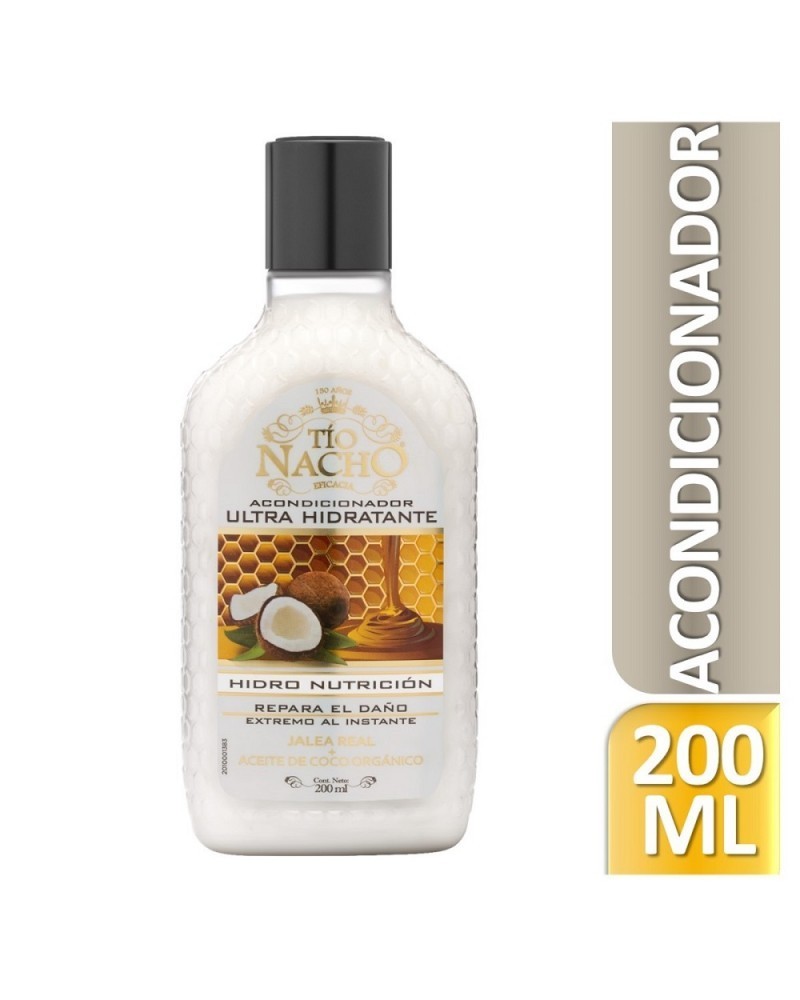 150 AÑOS
TÍO
NACHO
EFICACIA
ACONDICIONADOR
ULTRA HIDRATANTE
HIDRO NUTRICIÓN
REPARA EL DAÑO
EXTREMO AL INSTANTE
JALEA REAL
+
ACEITE DE COCO ORGÁNICO
Cont. Neto:
200 ml
ACONDICIONADOR
200
ML